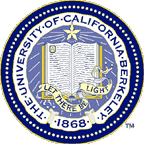 ·THE·UNIVERSITY·OF·CALIFORNIA·BERKELEY·
LET THERE BE
LIGHT
·1868·
TM